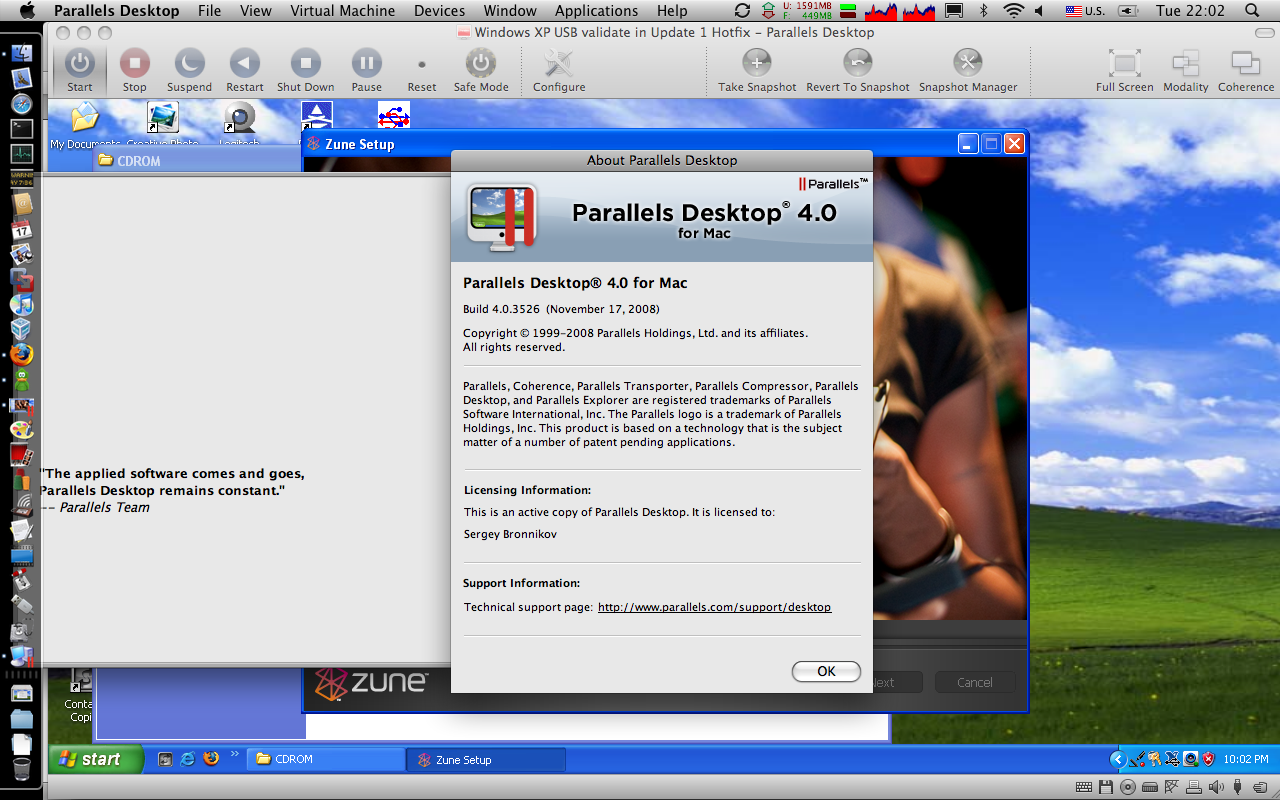 Parallels Desktop File View Virtual Machine Devices Window Applications Help U: 1591MB F: 449MB U.S. Tue 22:02
Windows XP USB validate in Update 1 Hotfix - Parallels Desktop
Start Stop Suspend Restart Shut Down Pause Reset Safe Mode Configure Take Snapshot Revert To Snapshot Snapshot Manager Full Screen Modality Coherence
My Documents Creative Photo Logitech
Zune Setup
CDROM
About Parallels Desktop
Parallels™
Parallels Desktop® 4.0
for Mac
Parallels Desktop® 4.0 for Mac
Build 4.0.3526 (November 17, 2008)
Copyright © 1999-2008 Parallels Holdings, Ltd. and its affiliates.
All rights reserved.
Parallels, Coherence, Parallels Transporter, Parallels Compressor, Parallels
Desktop, and Parallels Explorer are registered trademarks of Parallels
Software International, Inc. The Parallels logo is a trademark of Parallels
Holdings, Inc. This product is based on a technology that is the subject
matter of a number of patent pending applications.
Licensing Information:
This is an active copy of Parallels Desktop. It is licensed to:
Sergey Bronnikov
Support Information:
Technical support page: http://www.parallels.com/support/desktop
OK
"The applied software comes and goes,
Parallels Desktop remains constant."
-- Parallels Team
17
zune™
Next Cancel
Conta
Copi
start CDROM Zune Setup 10:02 PM